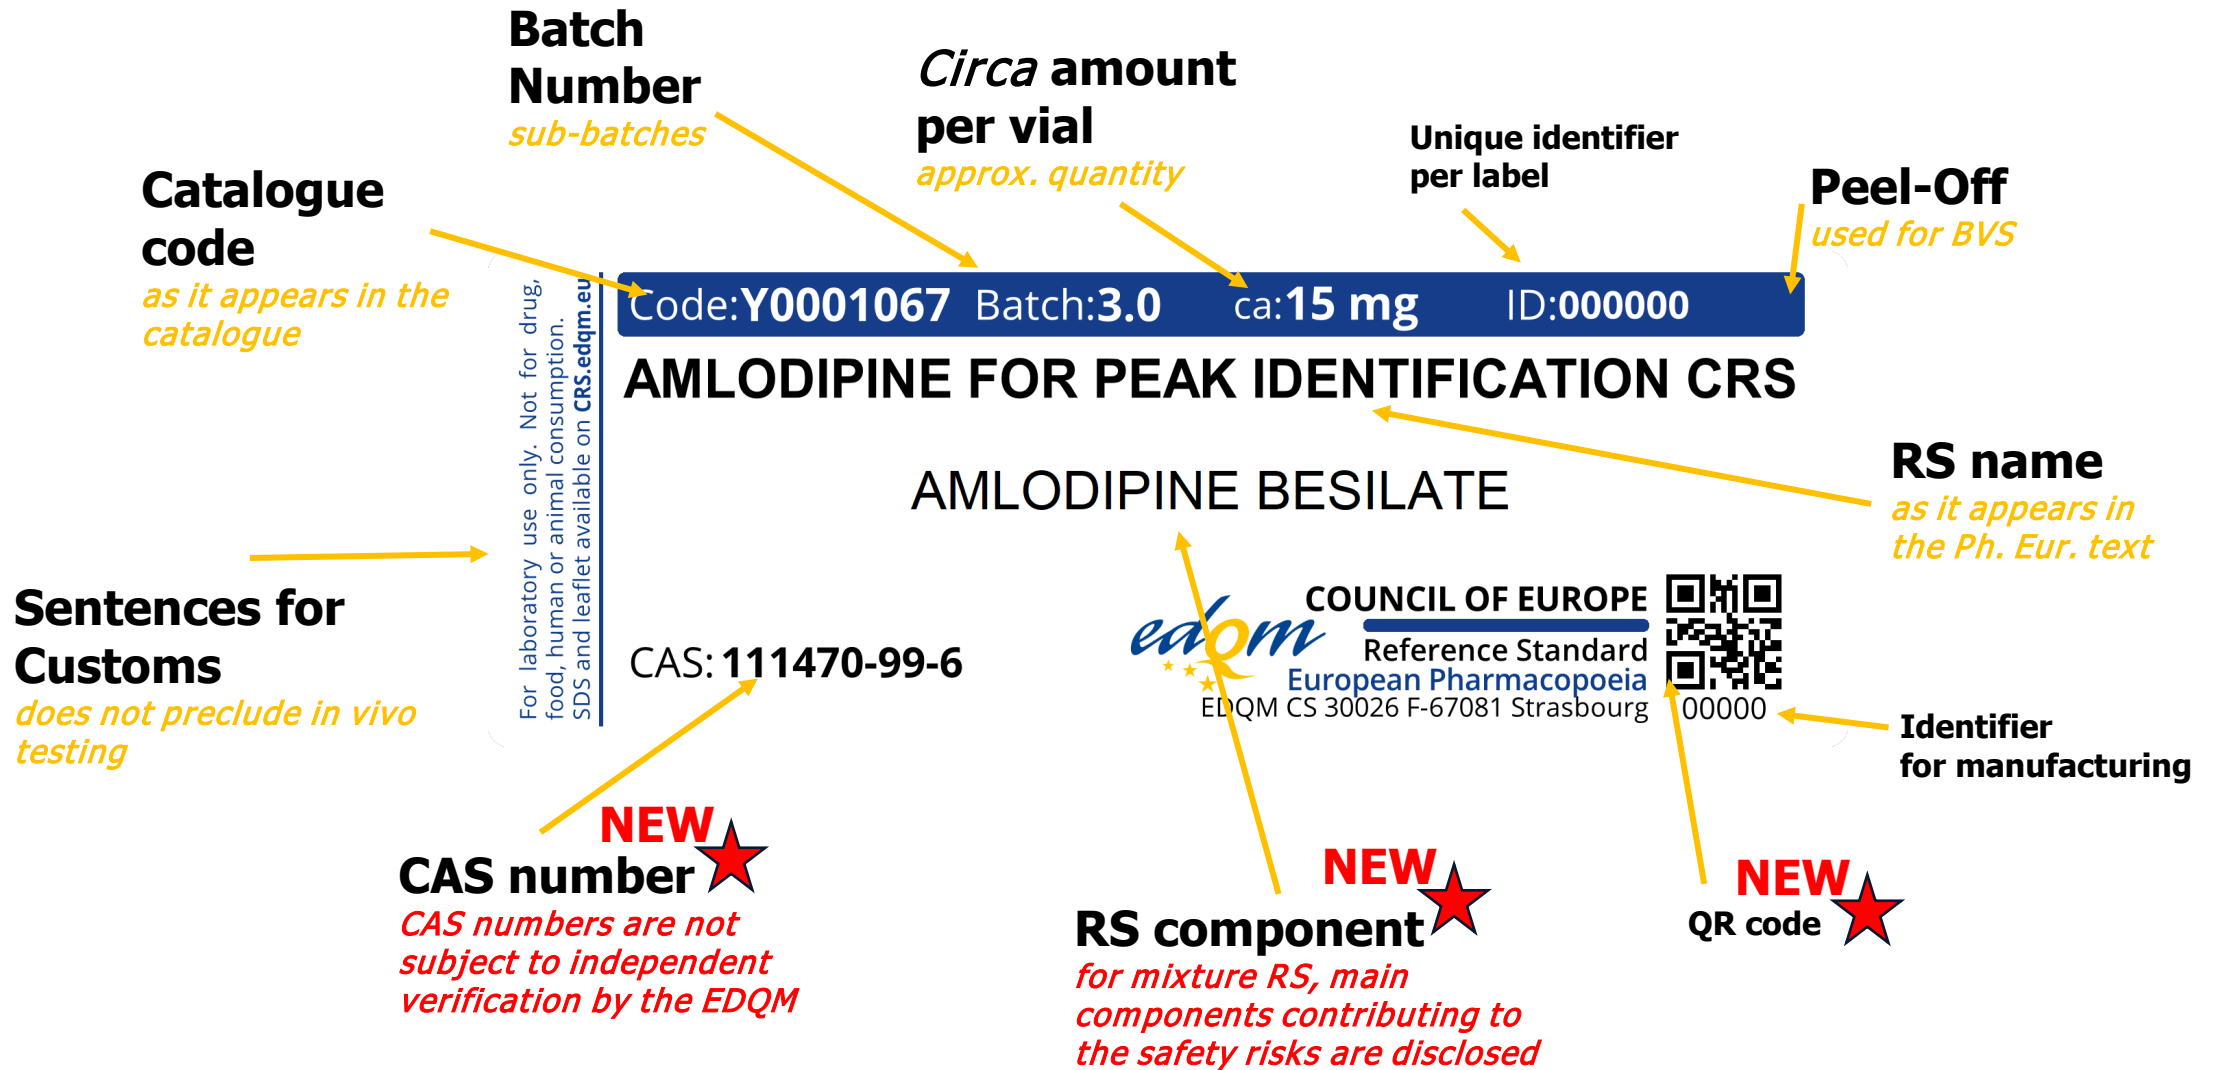 Batch
Number
sub-batches
Circa amount
per vial
approx. quantity
Unique identifier
per label
Peel-Off
used for BVS
Catalogue
code
as it appears in the
catalogue
Code:Y0001067 Batch:3.0 ca:15 mg ID:000000
AMLODIPINE FOR PEAK IDENTIFICATION CRS
AMLODIPINE BESILATE
For laboratory use only. Not for drug,
food, human or animal consumption.
SDS and leaflet available on CRS.edqm.eu
RS name
as it appears in
the Ph. Eur. text
Sentences for
Customs
does not preclude in vivo
testing
CAS: 111470-99-6
edqm
COUNCIL OF EUROPE
Reference Standard
European Pharmacopoeia
EDQM CS 30026 F-67081 Strasbourg
00000
Identifier
for manufacturing
NEW
CAS number
CAS numbers are not
subject to independent
verification by the EDQM
NEW
RS component
for mixture RS, main
components contributing to
the safety risks are disclosed
NEW
QR code